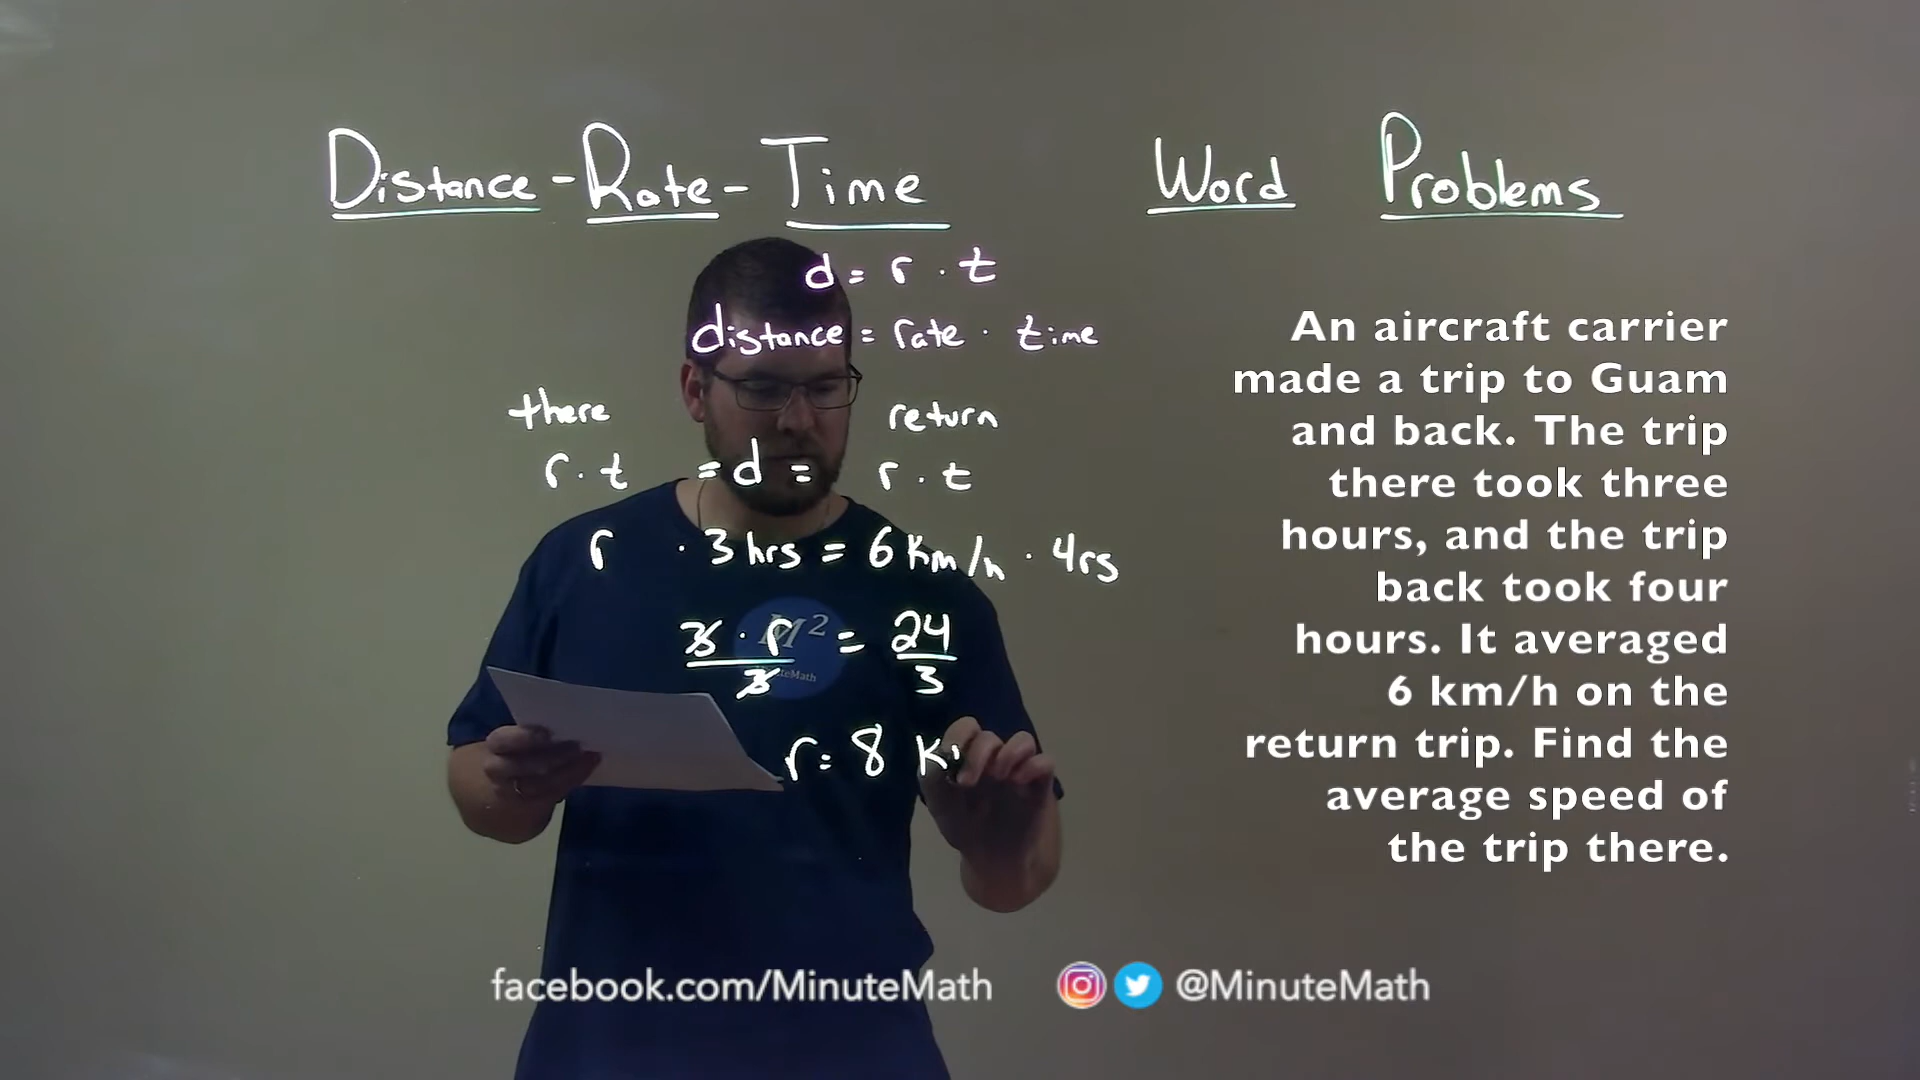 Distance-Rate-Time Word Problems
d = r · t
distance = rate · time
there return
r · t = d = r · t
r · 3 hrs = 6 km/h · 4rs
3 · r / 3 = 24 / 3
r = 8 k
M²
MinuteMath
An aircraft carrier
made a trip to Guam
and back. The trip
there took three
hours, and the trip
back took four
hours. It averaged
6 km/h on the
return trip. Find the
average speed of
the trip there.
facebook.com/MinuteMath @MinuteMath